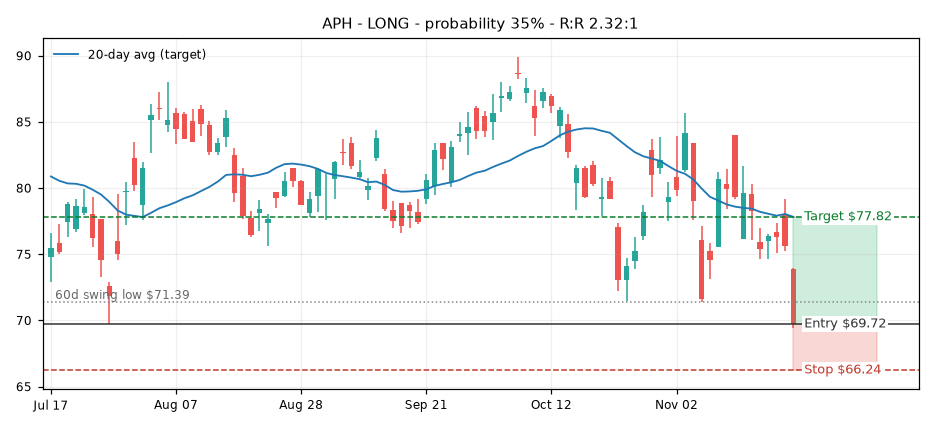 APH - LONG - probability 35% - R:R 2.32:1
20-day avg (target)
90
85
80
75
70
65
Target $77.82
60d swing low $71.39
Entry $69.72
Stop $66.24
Jul 17
Aug 07
Aug 28
Sep 21
Oct 12
Nov 02